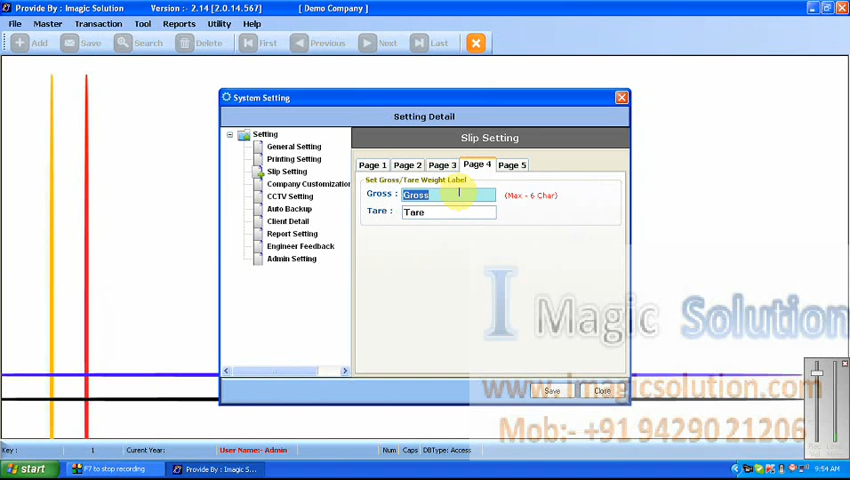 Provide By : Imagic Solution Version :- 2.14 [2.0.14.567] [ Demo Company ]
File Master Transaction Tool Reports Utility Help
Add Save Search Delete First Previous Next Last
System Setting
Setting Detail
Setting
General Setting
Printing Setting
Slip Setting
Company Customization
CCTV Setting
Auto Backup
Client Detail
Report Setting
Engineer Feedback
Admin Setting
Slip Setting
Page 1 Page 2 Page 3 Page 4 Page 5
Set Gross/Tare Weight Label
Gross : Gross (Max - 6 Char)
Tare : Tare
Save Close
I Magic Solution
www.imagicsolution.com
Mob:- +91 94290 21206
Key : 1 Curent Year: User Name:- Admin Num Caps DBType: Access
start F7 to stop recording Provide By : Imagic S... 9:54 AM